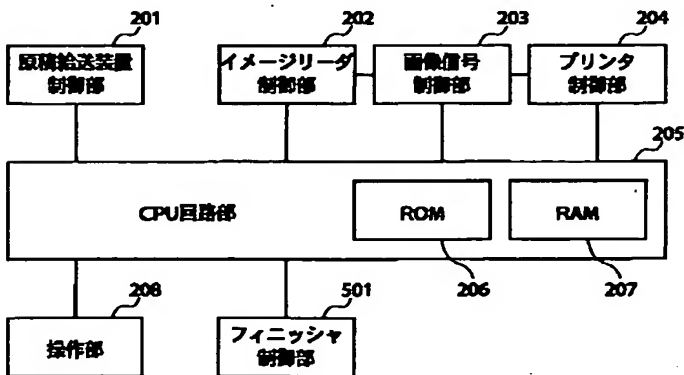 201
202
203
204
原稿給送装置
制御部
イメージリーダ
制御部
画像信号
制御部
プリンタ
制御部
205
CPU回路部
ROM
RAM
208
501
206
207
操作部
フィニッシャ
制御部